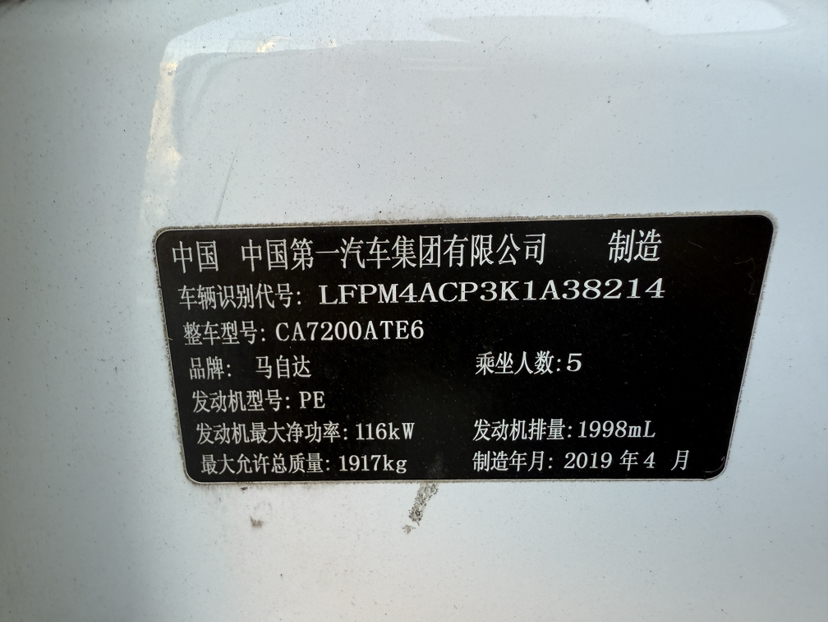 中国 中国第一汽车集团有限公司 制造
车辆识别代号: LFPM4ACP3K1A38214
整车型号: CA7200ATE6
品牌: 马自达 乘坐人数: 5
发动机型号: PE
发动机最大净功率: 116kW 发动机排量: 1998mL
最大允许总质量: 1917kg 制造年月: 2019 年 4 月